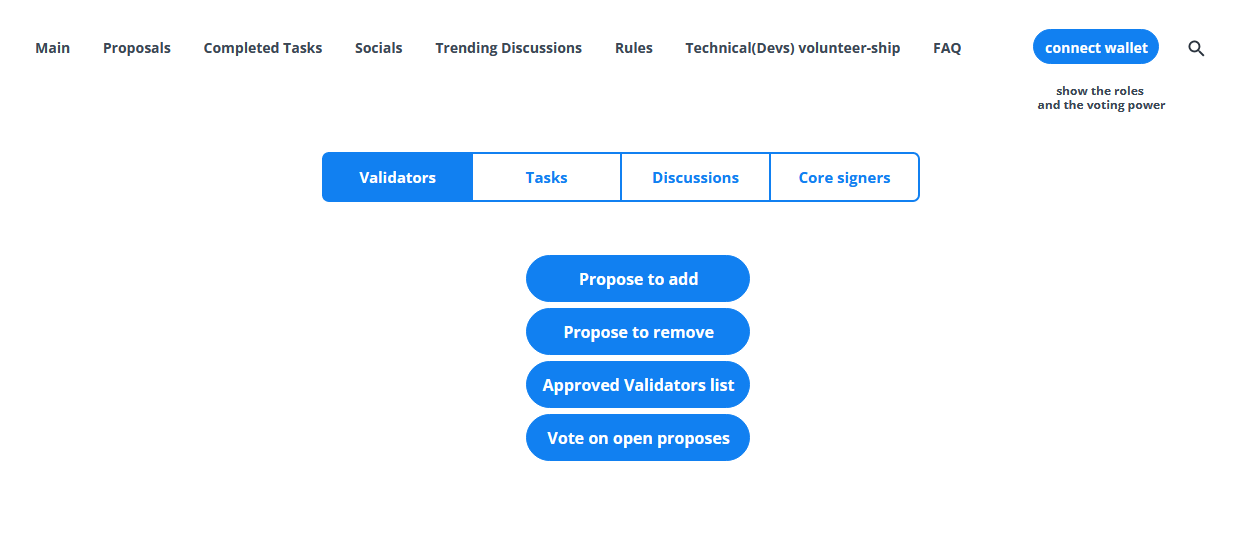 Main Proposals Completed Tasks Socials Trending Discussions Rules Technical(Devs) volunteer-ship FAQ connect wallet
show the roles
and the voting power
Validators Tasks Discussions Core signers
Propose to add
Propose to remove
Approved Validators list
Vote on open proposes